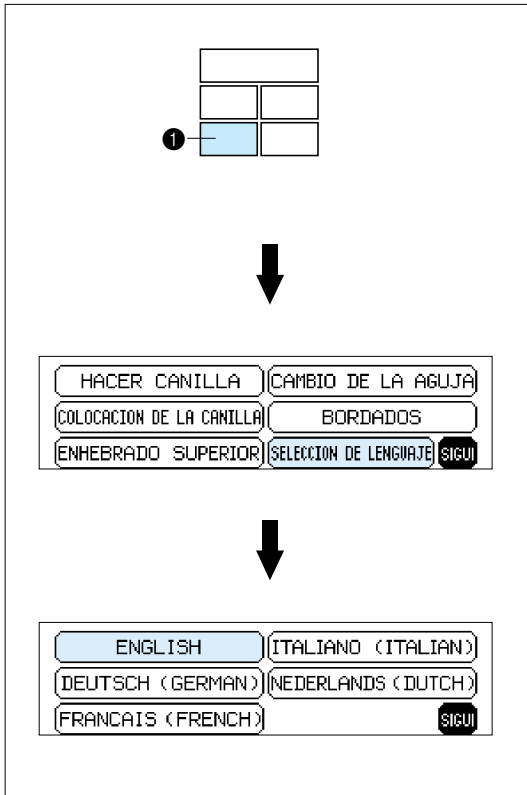 1
HACER CANILLA CAMBIO DE LA AGUJA
COLOCACION DE LA CANILLA BORDADOS
ENHEBRADO SUPERIOR SELECCION DE LENGUAJE SIGUI
ENGLISH ITALIANO (ITALIAN)
DEUTSCH (GERMAN) NEDERLANDS (DUTCH)
FRANCAIS (FRENCH) SIGUI